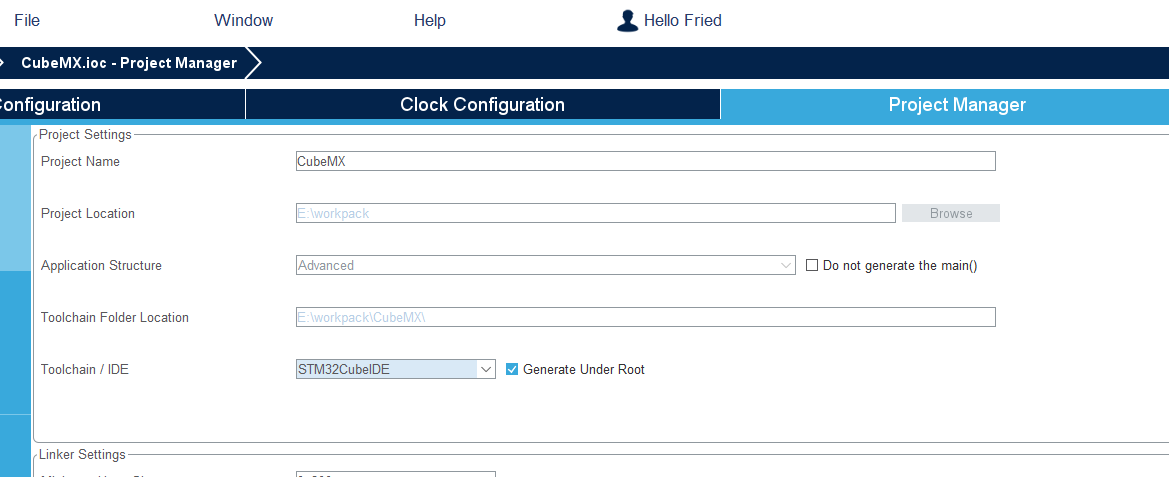 File Window Help Hello Fried
CubeMX.ioc - Project Manager
Configuration Clock Configuration Project Manager
Project Settings
Project Name CubeMX
Project Location E:\workpack Browse
Application Structure Advanced Do not generate the main()
Toolchain Folder Location E:\workpack\CubeMX\
Toolchain / IDE STM32CubeIDE Generate Under Root
Linker Settings